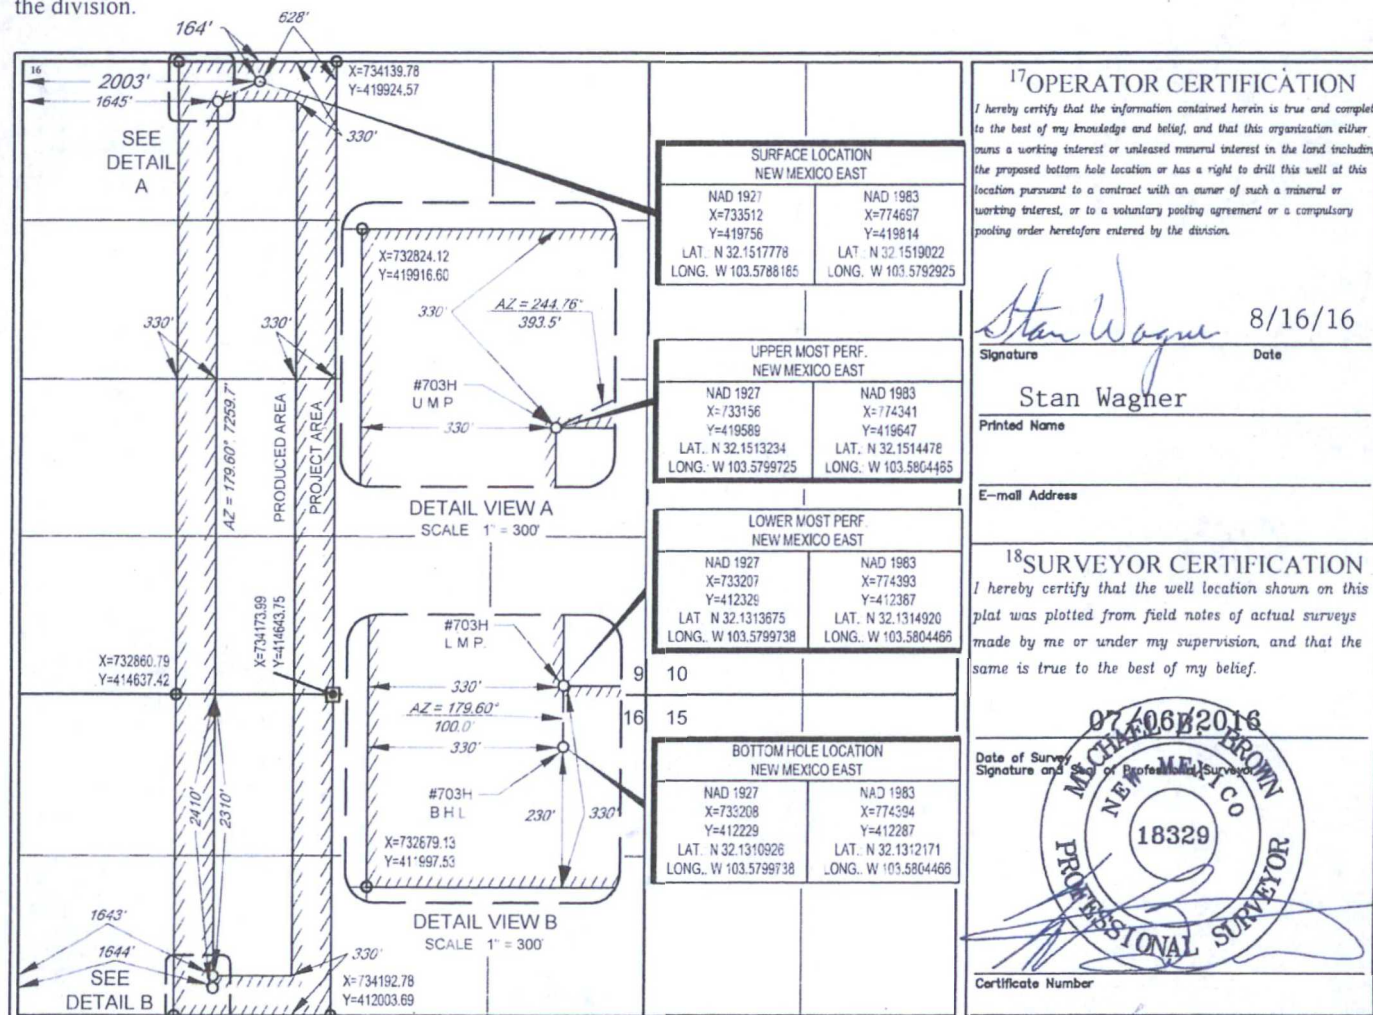 the division.
164'
628'
16
2003'
1645'
X=734139.78
Y=419924.57
330'
SEE
DETAIL
A
SURFACE LOCATION
NEW MEXICO EAST
NAD 1927
X=733512
Y=419756
LAT. N 32.1517778
LONG. W 103.5788185
NAD 1983
X=774697
Y=419814
LAT.: N 32.1519022
LONG. W 103.5792925
X=732824.12
Y=419916.60
330'
AZ = 244.76°
393.5'
#703H
U M P
330'
DETAIL VIEW A
SCALE 1" = 300'
330'
330'
AZ = 179.60° 7259.7'
PRODUCED AREA
PROJECT AREA
UPPER MOST PERF.
NEW MEXICO EAST
NAD 1927
X=733156
Y=419589
LAT.: N 32.1513234
LONG.: W 103.5799725
NAD 1983
X=774341
Y=419647
LAT.: N 32.1514478
LONG.: W 103.5804465
LOWER MOST PERF.
NEW MEXICO EAST
NAD 1927
X=733207
Y=412329
LAT N 32.1313675
LONG.: W 103.5799738
NAD 1983
X=774393
Y=412387
LAT.: N 32.1314920
LONG.: W 103.5804466
X=734173.99
Y=414643.75
X=732860.79
Y=414637.42
#703H
L M P.
330'
AZ = 179.60°
100.0'
330'
#703H
B H L
230'
330'
X=732879.13
Y=411997.53
DETAIL VIEW B
SCALE 1" = 300'
9 10
16 15
BOTTOM HOLE LOCATION
NEW MEXICO EAST
NAD 1927
X=733208
Y=412229
LAT. N 32.1310926
LONG.: W 103.5799738
NAD 1983
X=774394
Y=412287
LAT.: N 32.1312171
LONG.: W 103.5804466
2410'
2310'
1643'
1644'
SEE
DETAIL B
330'
X=734192.78
Y=412003.69
17 OPERATOR CERTIFICATION
I hereby certify that the information contained herein is true and complet
to the best of my knowledge and belief, and that this organization either
owns a working interest or unleased mineral interest in the land includin
the proposed bottom hole location or has a right to drill this well at this
location pursuant to a contract with an owner of such a mineral or
working interest, or to a voluntary pooling agreement or a compulsory
pooling order heretofore entered by the division.
Stan Wagner 8/16/16
Signature Date
Stan Wagner
Printed Name
E-mail Address
18 SURVEYOR CERTIFICATION
I hereby certify that the well location shown on this
plat was plotted from field notes of actual surveys
made by me or under my supervision, and that the
same is true to the best of my belief.
07/06/2016
Date of Survey
Signature and Seal of Professional Surveyor
MICHAEL B. BROWN
NEW MEXICO
18329
PROFESSIONAL SURVEYOR
Certificate Number